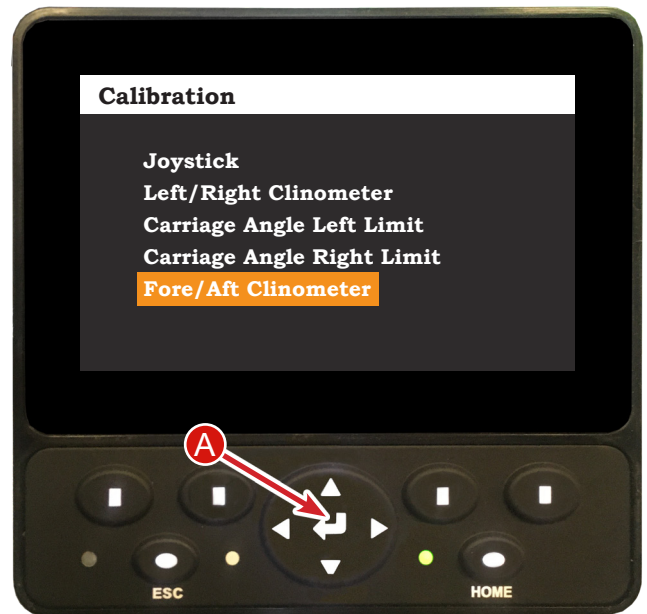 Calibration
Joystick
Left/Right Clinometer
Carriage Angle Left Limit
Carriage Angle Right Limit
Fore/Aft Clinometer
A
ESC
HOME